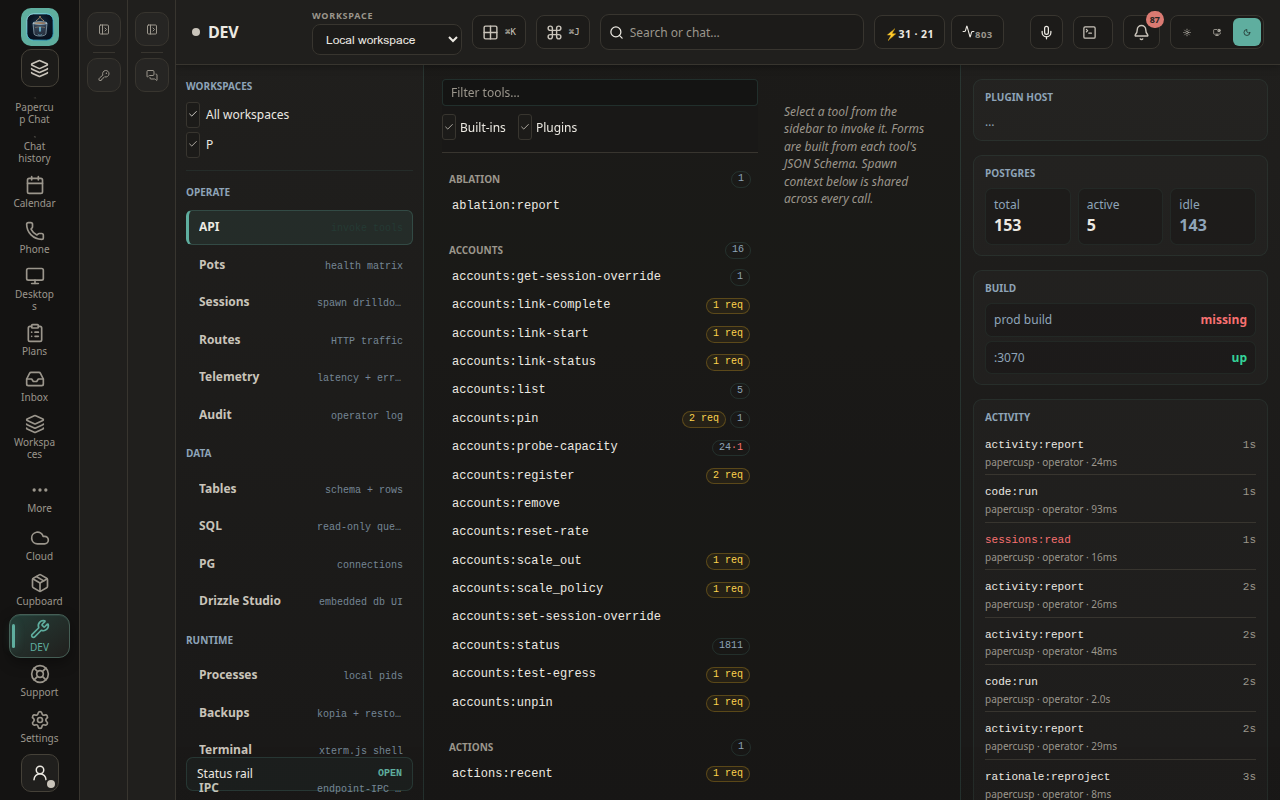 Papercu
p Chat
Chat
history
Calendar
Phone
Desktop
s
Plans
Inbox
Workspa
ces
More
Cloud
Cupboard
DEV
Support
Settings
DEV
WORKSPACE
Local workspace
⌘K
⌘J
Search or chat...
⚡31 · 21
803
87
WORKSPACES
All workspaces
P
OPERATE
API invoke tools
Pots health matrix
Sessions spawn drilldo…
Routes HTTP traffic
Telemetry latency + err…
Audit operator log
DATA
Tables schema + rows
SQL read-only que…
PG connections
Drizzle Studio embedded db UI
RUNTIME
Processes local pids
Backups kopia + resto…
Terminal xterm.js shell
Status rail OPEN
IPC endpoint-IPC …
Filter tools...
Built-ins Plugins
ABLATION 1
ablation:report
ACCOUNTS 16
accounts:get-session-override 1
accounts:link-complete 1 req
accounts:link-start 1 req
accounts:link-status 1 req
accounts:list 5
accounts:pin 2 req 1
accounts:probe-capacity 24·1
accounts:register 2 req
accounts:remove
accounts:reset-rate
accounts:scale_out 1 req
accounts:scale_policy 1 req
accounts:set-session-override
accounts:status 1811
accounts:test-egress 1 req
accounts:unpin 1 req
ACTIONS 1
actions:recent 1 req
Select a tool from the
sidebar to invoke it. Forms
are built from each tool's
JSON Schema. Spawn
context below is shared
across every call.
PLUGIN HOST
...
POSTGRES
total active idle
153 5 143
BUILD
prod build missing
:3070 up
ACTIVITY
activity:report 1s
papercusp · operator · 24ms
code:run 1s
papercusp · operator · 93ms
sessions:read 1s
papercusp · operator · 16ms
activity:report 2s
papercusp · operator · 26ms
activity:report 2s
papercusp · operator · 48ms
code:run 2s
papercusp · operator · 2.0s
activity:report 2s
papercusp · operator · 29ms
rationale:reproject 3s
papercusp · operator · 8ms